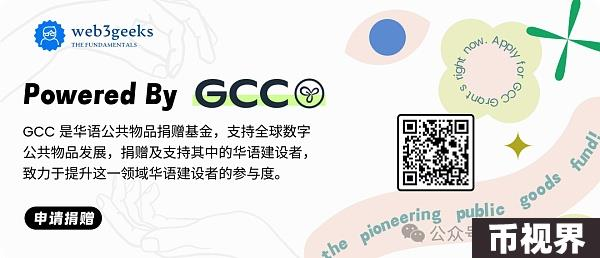 web3geeks
THE FUNDAMENTALS
Powered By GCC
GCC 是华语公共物品捐赠基金，支持全球数字
公共物品发展，捐赠及支持其中的华语建设者，
致力于提升这一领域华语建设者的参与度。
申请捐赠
right now. Apply for GCC Grant's
the pioneering public goods fund!
公众号
币视界